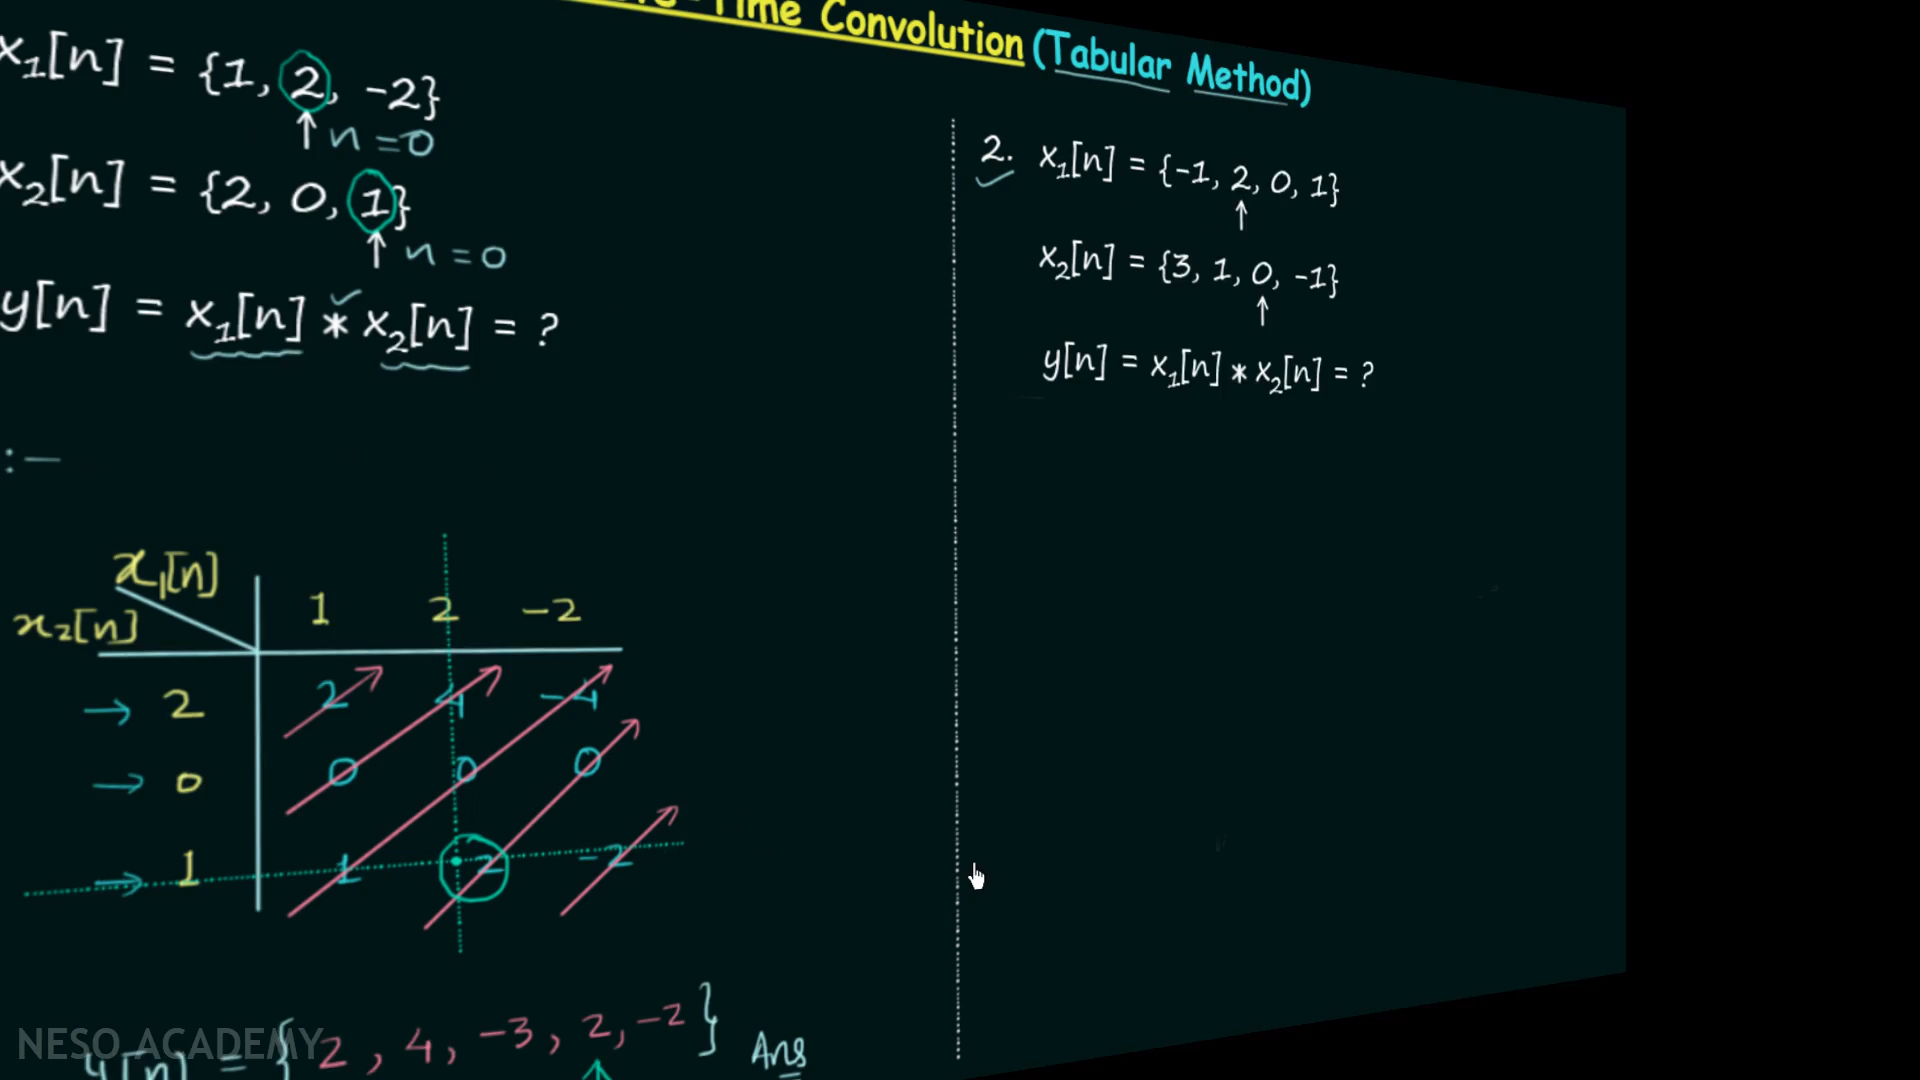 Time Convolution (Tabular Method)
x₁[n] = {1, 2, -2}
↑ n = 0
x₂[n] = {2, 0, 1}
↑ n = 0
y[n] = x₁[n] * x₂[n] = ?
:—
x₁[n]
x₂[n]
1 2 -2
→ 2 2 4 -4
→ 0 0 0 0
→ 1 1 2 -2
y[n] = { 2 , 4 , -3 , 2 , -2 } Ans
↑
2. x₁[n] = {-1, 2, 0, 1}
↑
x₂[n] = {3, 1, 0, -1}
↑
y[n] = x₁[n] * x₂[n] = ?
NESO ACADEMY